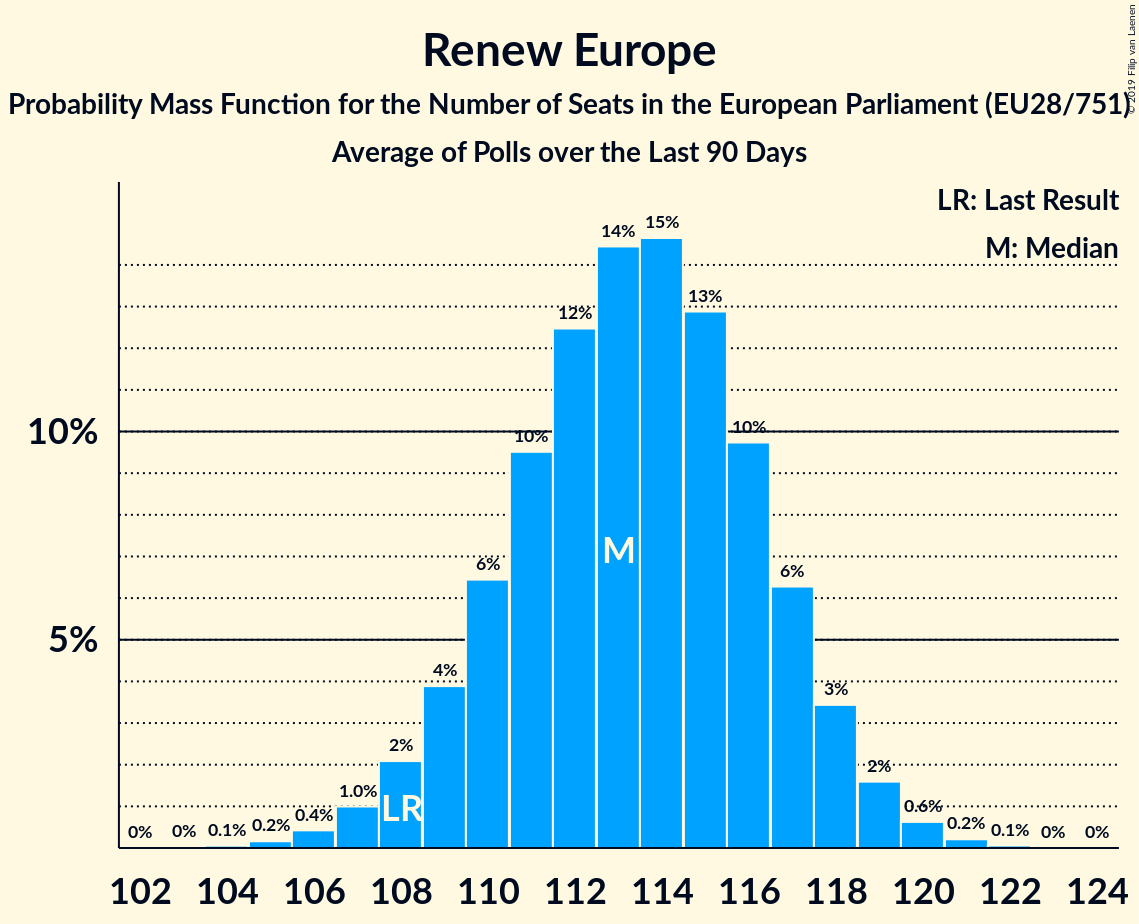 Renew Europe
Probability Mass Function for the Number of Seats in the European Parliament (EU28/751)
Average of Polls over the Last 90 Days
© 2019 Filip van Laenen
LR: Last Result
M: Median
10%
5%
0%
0%
0.1%
0.2%
0.4%
1.0%
2%
4%
6%
10%
12%
14%
15%
13%
10%
6%
3%
2%
0.6%
0.2%
0.1%
0%
0%
LR
M
102 104 106 108 110 112 114 116 118 120 122 124